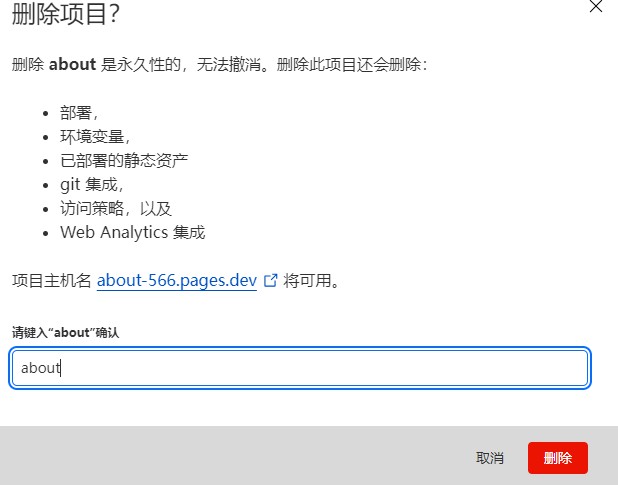 删除项目?
删除 about 是永久性的，无法撤消。删除此项目还会删除：
部署，
环境变量，
已部署的静态资产
git 集成，
访问策略，以及
Web Analytics 集成
项目主机名 about-566.pages.dev 将可用。
请键入“about”确认
about
取消 删除